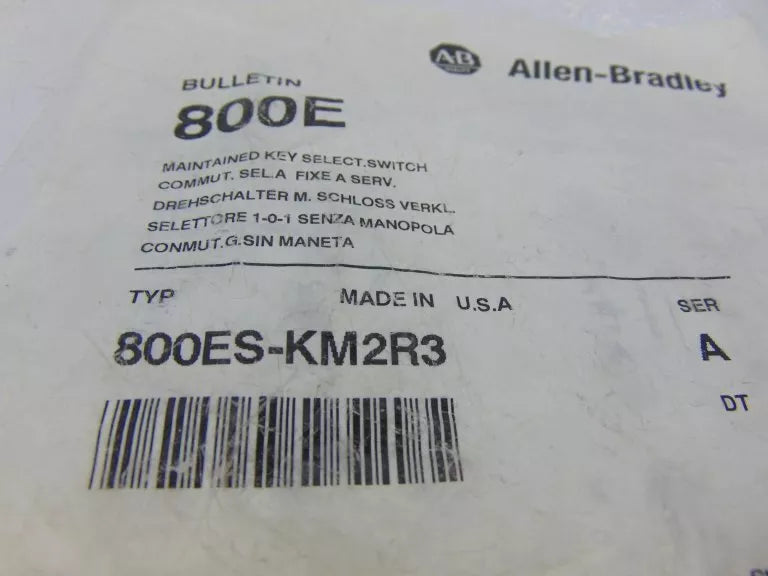 AB Allen-Bradley
BULLETIN
800E
MAINTAINED KEY SELECT.SWITCH
COMMUT. SEL.A FIXE A SERV.
DREHSCHALTER M. SCHLOSS VERKL.
SELETTORE 1-0-1 SENZA MANOPOLA
CONMUT.G.SIN MANETA
TYP MADE IN U.S.A SER
800ES-KM2R3 A
DT